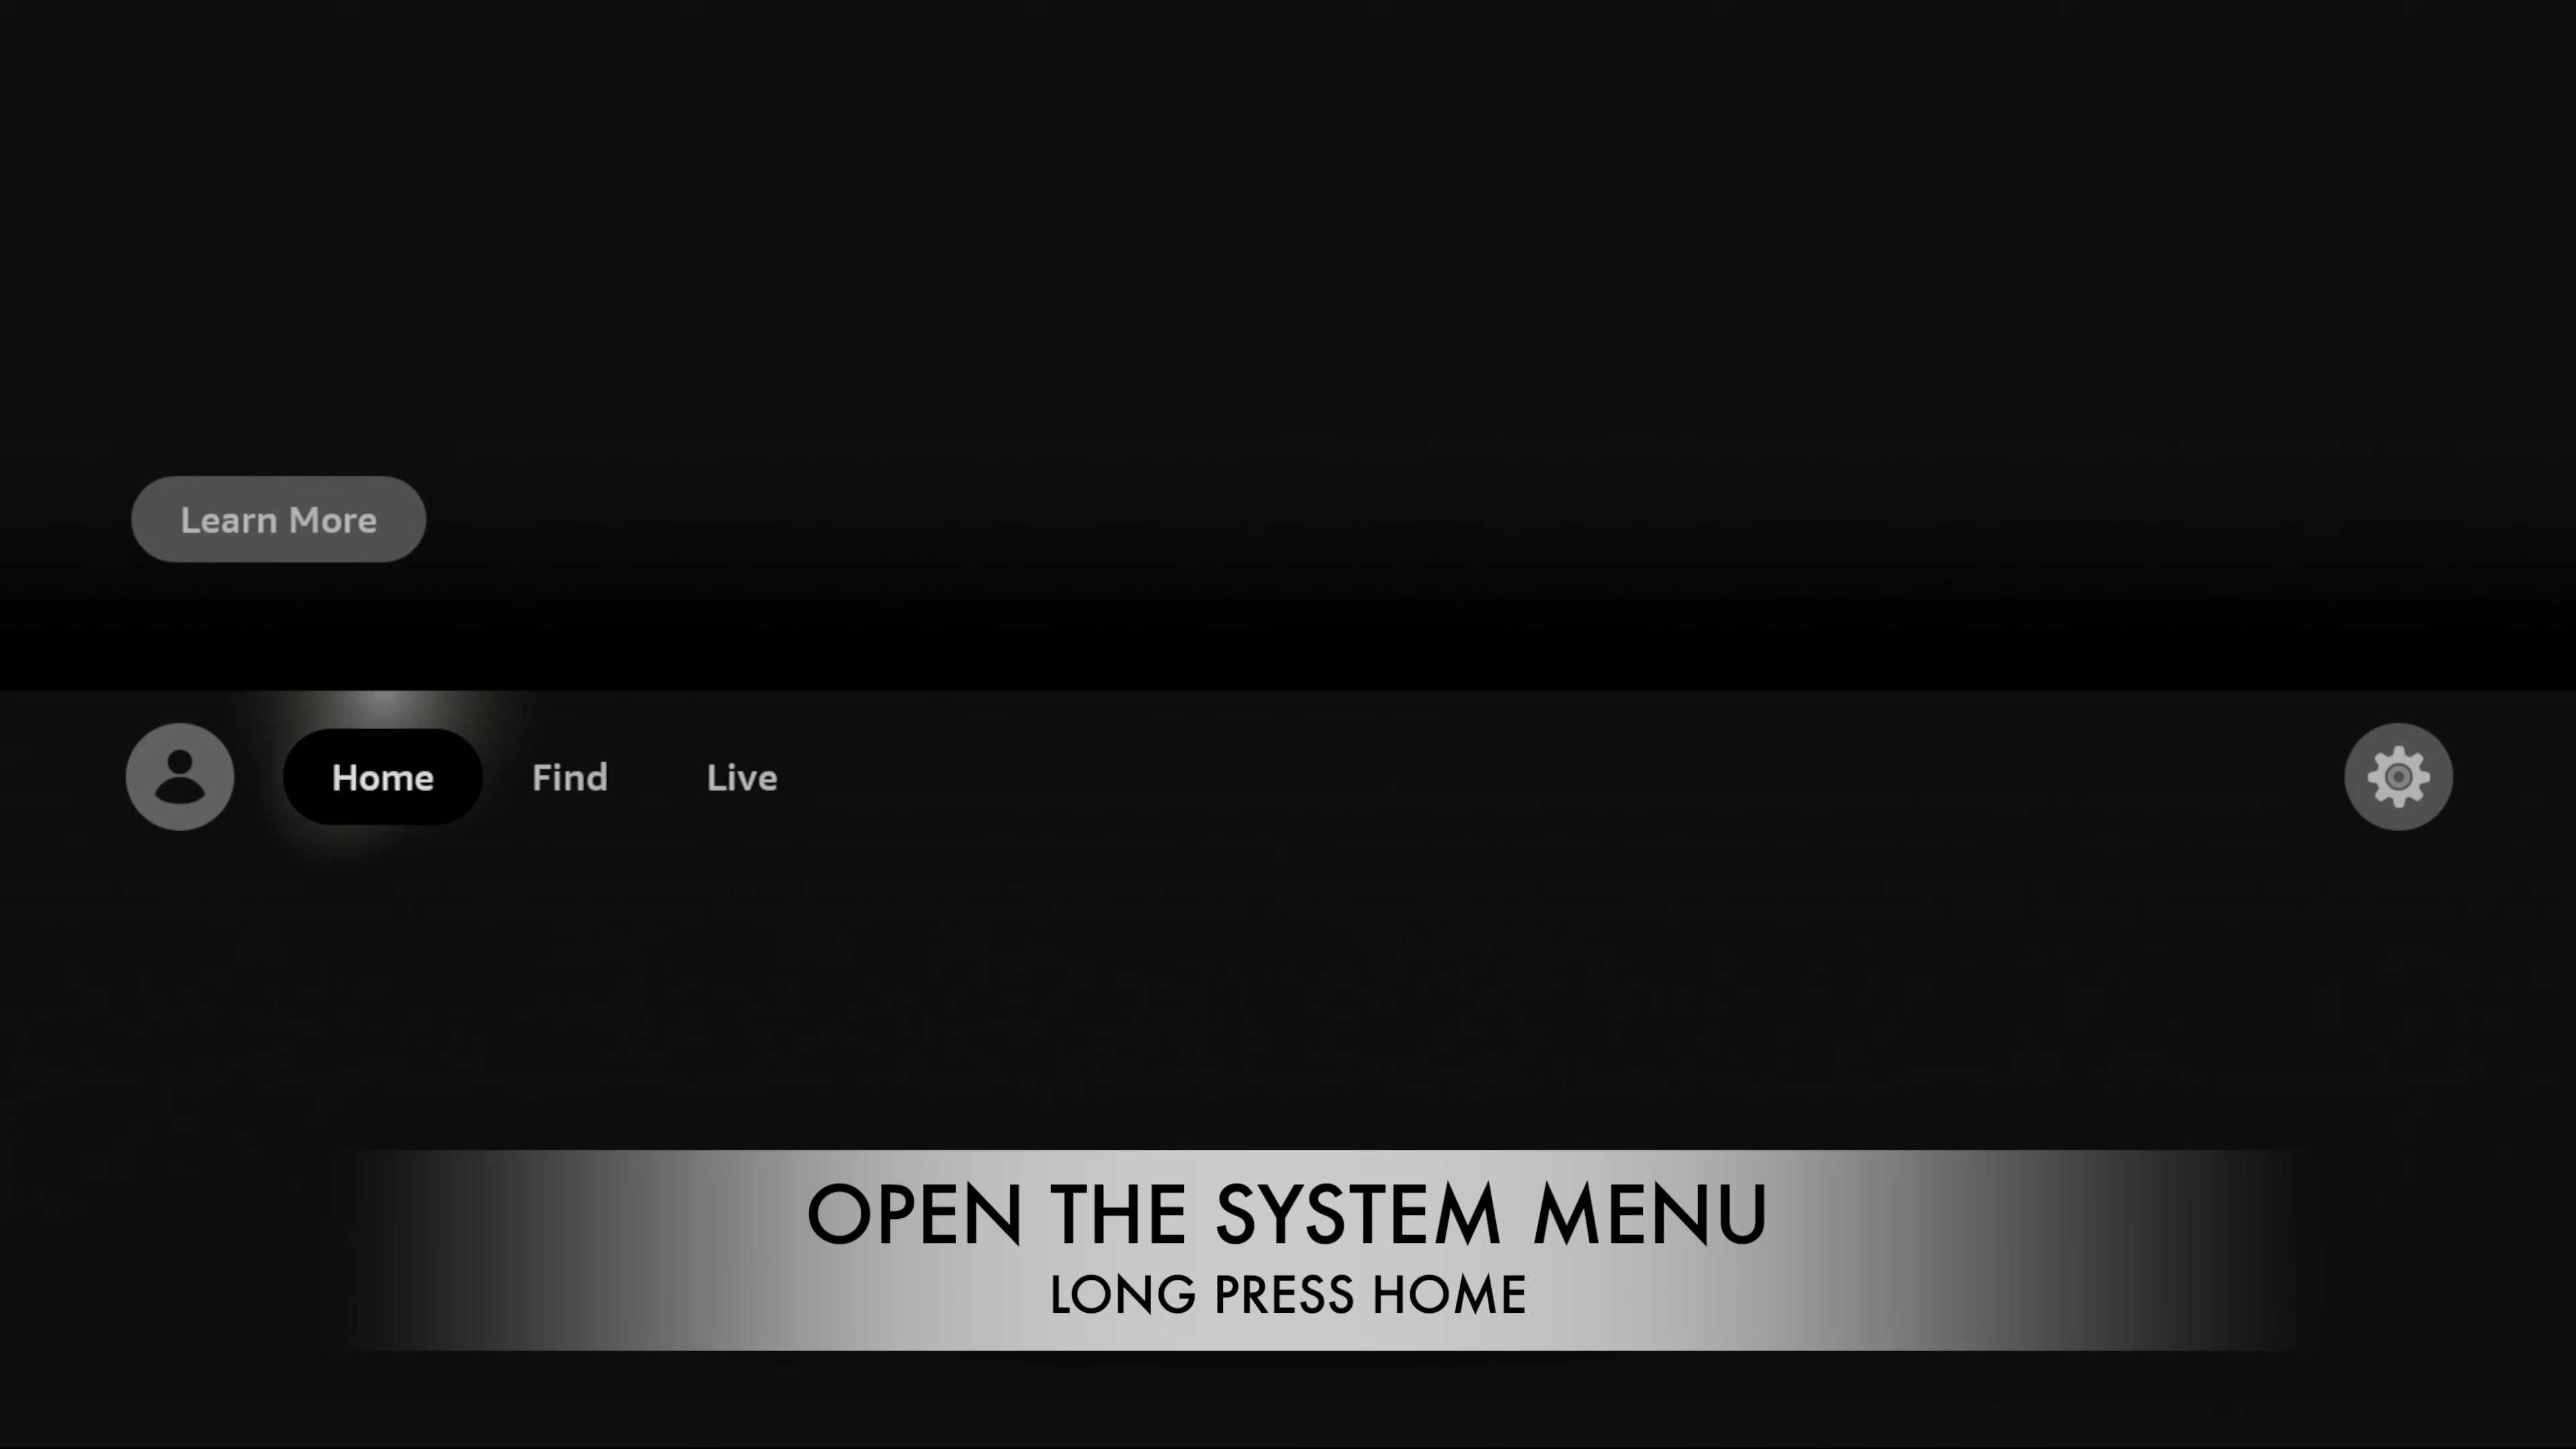 Learn More
Home
Find
Live
OPEN THE SYSTEM MENU
LONG PRESS HOME